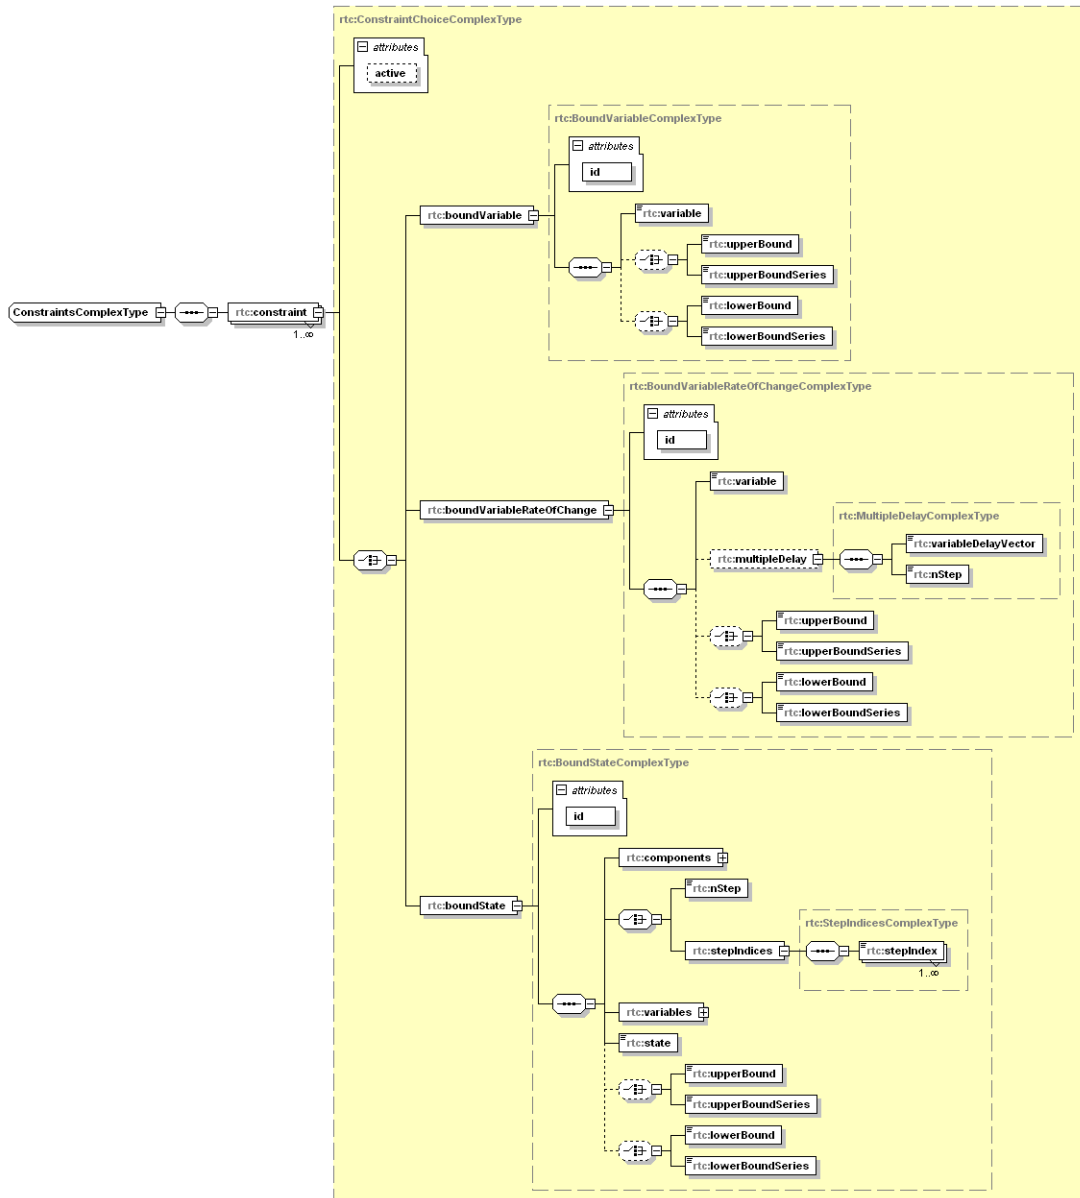 rtc:ConstraintChoiceComplexType
attributes
active
rtc:BoundVariableComplexType
attributes
id
rtc:boundVariable
rtc:variable
rtc:upperBound
rtc:upperBoundSeries
rtc:lowerBound
rtc:lowerBoundSeries
ConstraintsComplexType
rtc:constraint
1..∞
rtc:BoundVariableRateOfChangeComplexType
attributes
id
rtc:variable
rtc:boundVariableRateOfChange
rtc:MultipleDelayComplexType
rtc:variableDelayVector
rtc:multipleDelay
rtc:nStep
rtc:upperBound
rtc:upperBoundSeries
rtc:lowerBound
rtc:lowerBoundSeries
rtc:BoundStateComplexType
attributes
id
rtc:components
rtc:nStep
rtc:boundState
rtc:StepIndicesComplexType
rtc:stepIndices
rtc:stepIndex
1..∞
rtc:variables
rtc:state
rtc:upperBound
rtc:upperBoundSeries
rtc:lowerBound
rtc:lowerBoundSeries